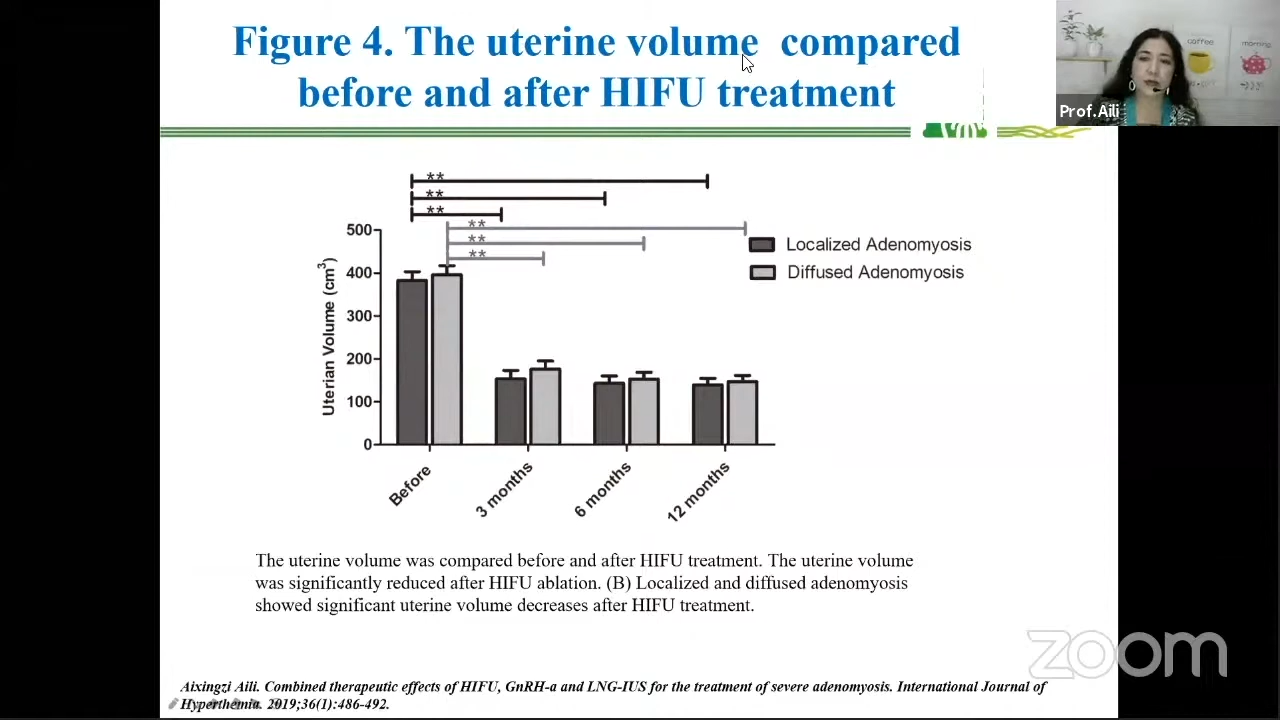 Figure 4. The uterine volume compared
before and after HIFU treatment
coffee
morning
Prof.Aili
**
**
**
**
**
**
500
400
300
200
100
0
Uterian Volume (cm3)
Localized Adenomyosis
Diffused Adenomyosis
Before
3 months
6 months
12 months
The uterine volume was compared before and after HIFU treatment. The uterine volume
was significantly reduced after HIFU ablation. (B) Localized and diffused adenomyosis
showed significant uterine volume decreases after HIFU treatment.
zoom
Aixingzi Aili. Combined therapeutic effects of HIFU, GnRH-a and LNG-IUS for the treatment of severe adenomyosis. International Journal of
Hyperthemia. 2019;36(1):486-492.